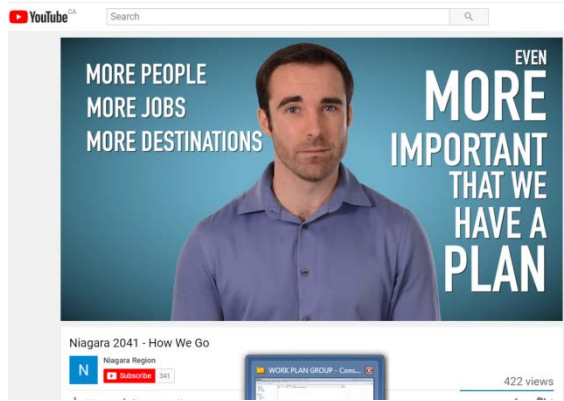 YouTube CA
Search
MORE PEOPLE
MORE JOBS
MORE DESTINATIONS
EVEN
MORE
IMPORTANT
THAT WE
HAVE A
PLAN
Niagara 2041 - How We Go
N
Niagara Region
Subscribe 341
WORK PLAN GROUP - Cons...
422 views